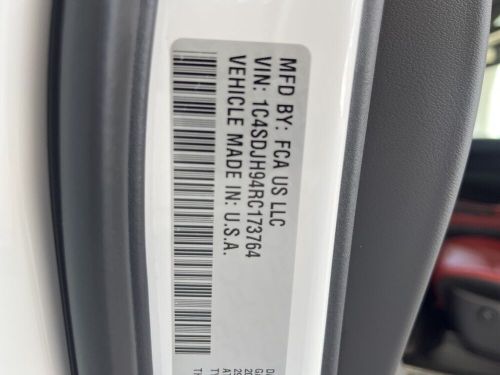 MFD BY: FCA US LLC
VIN: 1C4SDJH94RC173764
VEHICLE MADE IN: U.S.A.